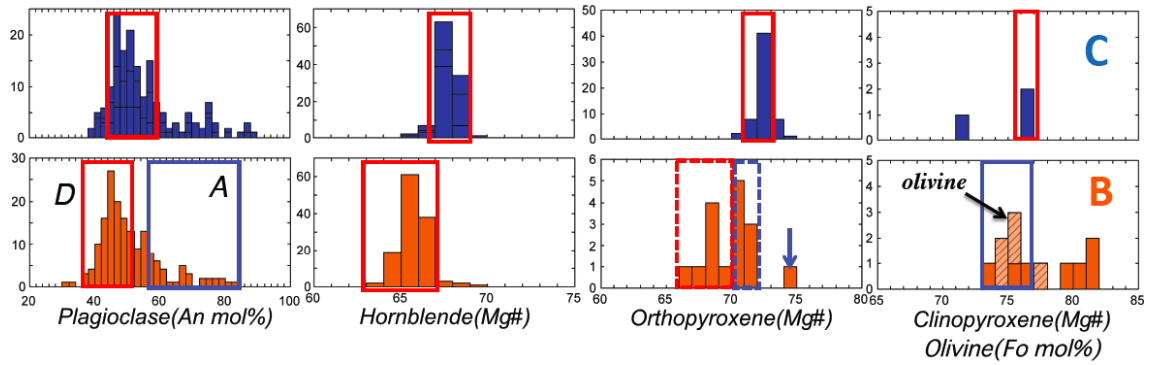 20
10
0
60
40
20
0
50
40
30
20
10
0
5
4
3
2
1
0
C
30
20
10
0
20 40 60 80 100
D
A
Plagioclase(An mol%)
60
40
20
0
60 65 70 75
Hornblende(Mg#)
6
5
4
3
2
1
0
60 65 70 75 80
Orthopyroxene(Mg#)
5
4
3
2
1
0
65 70 75 80 85
olivine
B
Clinopyroxene(Mg#)
Olivine(Fo mol%)